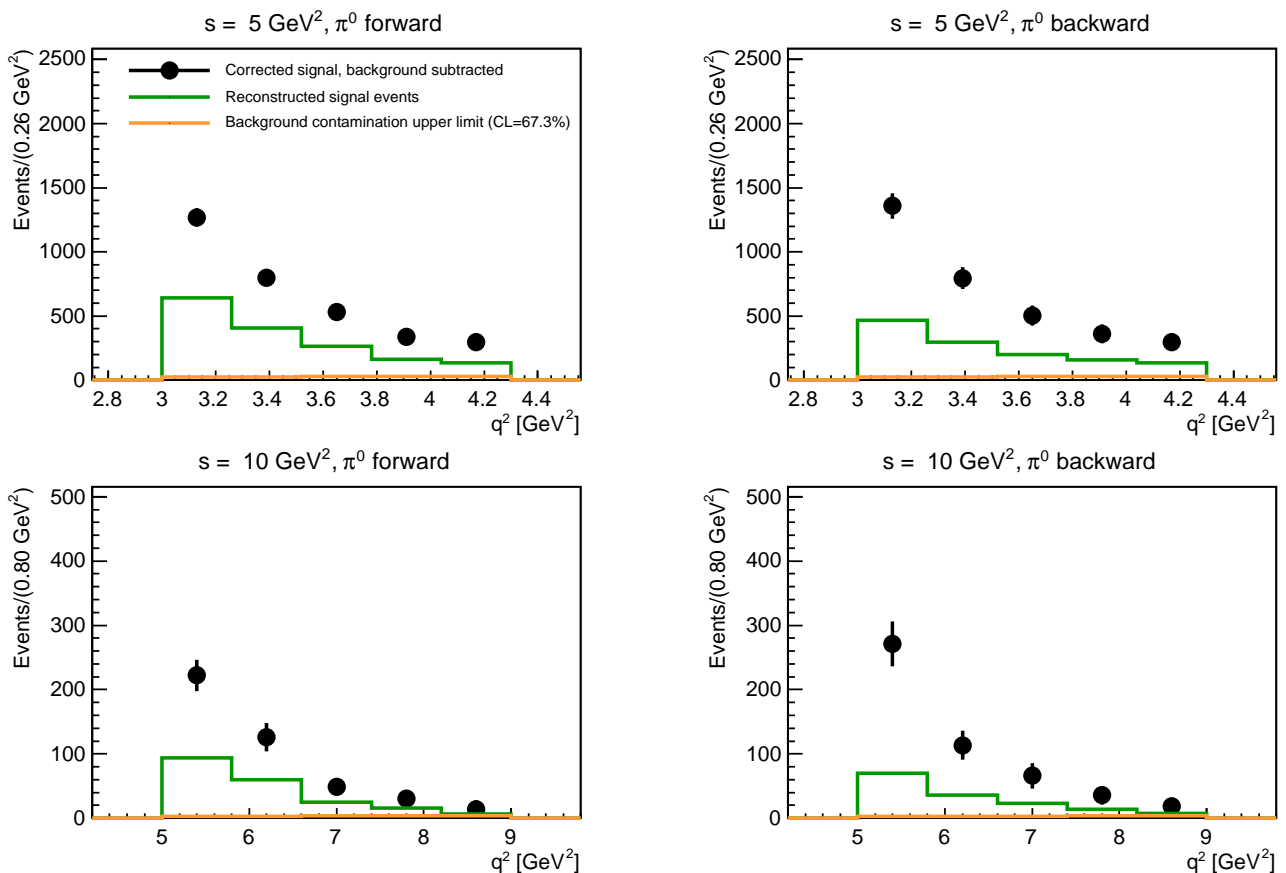 s = 5 GeV², π⁰ forward
Events/(0.26 GeV²)
2500
2000
1500
1000
500
0
Corrected signal, background subtracted
Reconstructed signal events
Background contamination upper limit (CL=67.3%)
2.8 3 3.2 3.4 3.6 3.8 4 4.2 4.4
q² [GeV²]
s = 5 GeV², π⁰ backward
Events/(0.26 GeV²)
2500
2000
1500
1000
500
0
2.8 3 3.2 3.4 3.6 3.8 4 4.2 4.4
q² [GeV²]
s = 10 GeV², π⁰ forward
Events/(0.80 GeV²)
500
400
300
200
100
0
5 6 7 8 9
q² [GeV²]
s = 10 GeV², π⁰ backward
Events/(0.80 GeV²)
500
400
300
200
100
0
5 6 7 8 9
q² [GeV²]